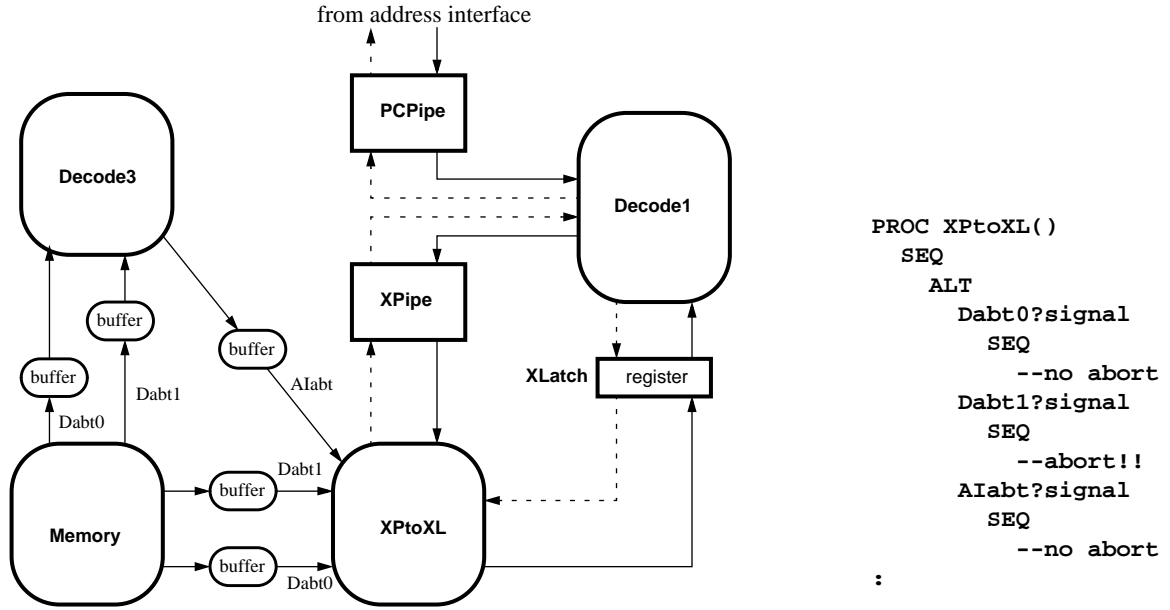 from address interface
PCPipe
Decode3
Decode1
XPipe
buffer
buffer
buffer
AIabt
XLatch
register
Dabt1
Dabt0
Dabt1
buffer
Memory
XPtoXL
buffer
Dabt0
PROC XPtoXL()
SEQ
ALT
Dabt0?signal
SEQ
--no abort
Dabt1?signal
SEQ
--abort!!
AIabt?signal
SEQ
--no abort
: